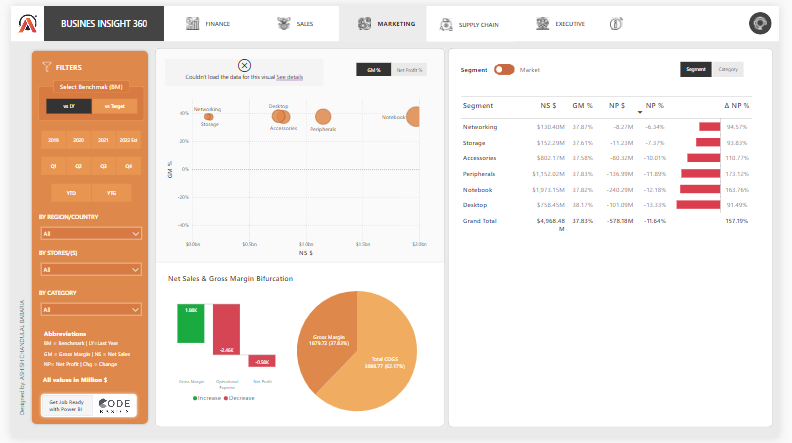 BUSINES INSIGHT 360
FINANCE
SALES
MARKETING
SUPPLY CHAIN
EXECUTIVE
FILTERS
Select Benchmak (BM)
vs LY
vs Target
2019
2020
2021
2022 Est
Q1
Q2
Q3
Q4
YTD
YTG
BY REGION/COUNTRY
All
BY STORES/(S)
All
BY CATEGORY
All
Abbreviations
BM = Benchmark | LY=Last Year
GM = Gross Margin | NS = Net Sales
NP= Net Profit | Chg = Change
All values in Million $
Get Job Ready
with Power BI
CODE
BASICS
Designed by: ASHISH CHANDULAL BABARIA
Couldn't load the data for this visual See details
GM %
Net Profit %
Networking
Storage
Desktop
Accessories
Peripherals
Notebook
40%
20%
0%
-20%
-40%
GM %
$0.0bn
$0.5bn
$1.0bn
$1.5bn
$2.0bn
NS $
Net Sales & Gross Margin Bifurcation
1.88K
-2.46K
-0.58K
Gross Margin
Operational
Expense
Net Profit
Increase
Decrease
Gross Margin
1879.72 (37.83%)
Total COGS
3088.77 (62.17%)
Segment
Market
Segment
Category
Segment NS $ GM % NP $ NP % Δ NP %
Networking $130.40M 37.87% -8.27M -6.34% 94.57%
Storage $152.29M 37.61% -11.23M -7.37% 93.83%
Accessories $802.17M 37.58% -80.32M -10.01% 110.77%
Peripherals $1,152.02M 37.83% -136.99M -11.89% 173.12%
Notebook $1,973.15M 37.82% -240.29M -12.18% 163.76%
Desktop $758.45M 38.17% -101.09M -13.33% 91.49%
Grand Total $4,968.48 37.83% -578.18M -11.64% 157.19%
M